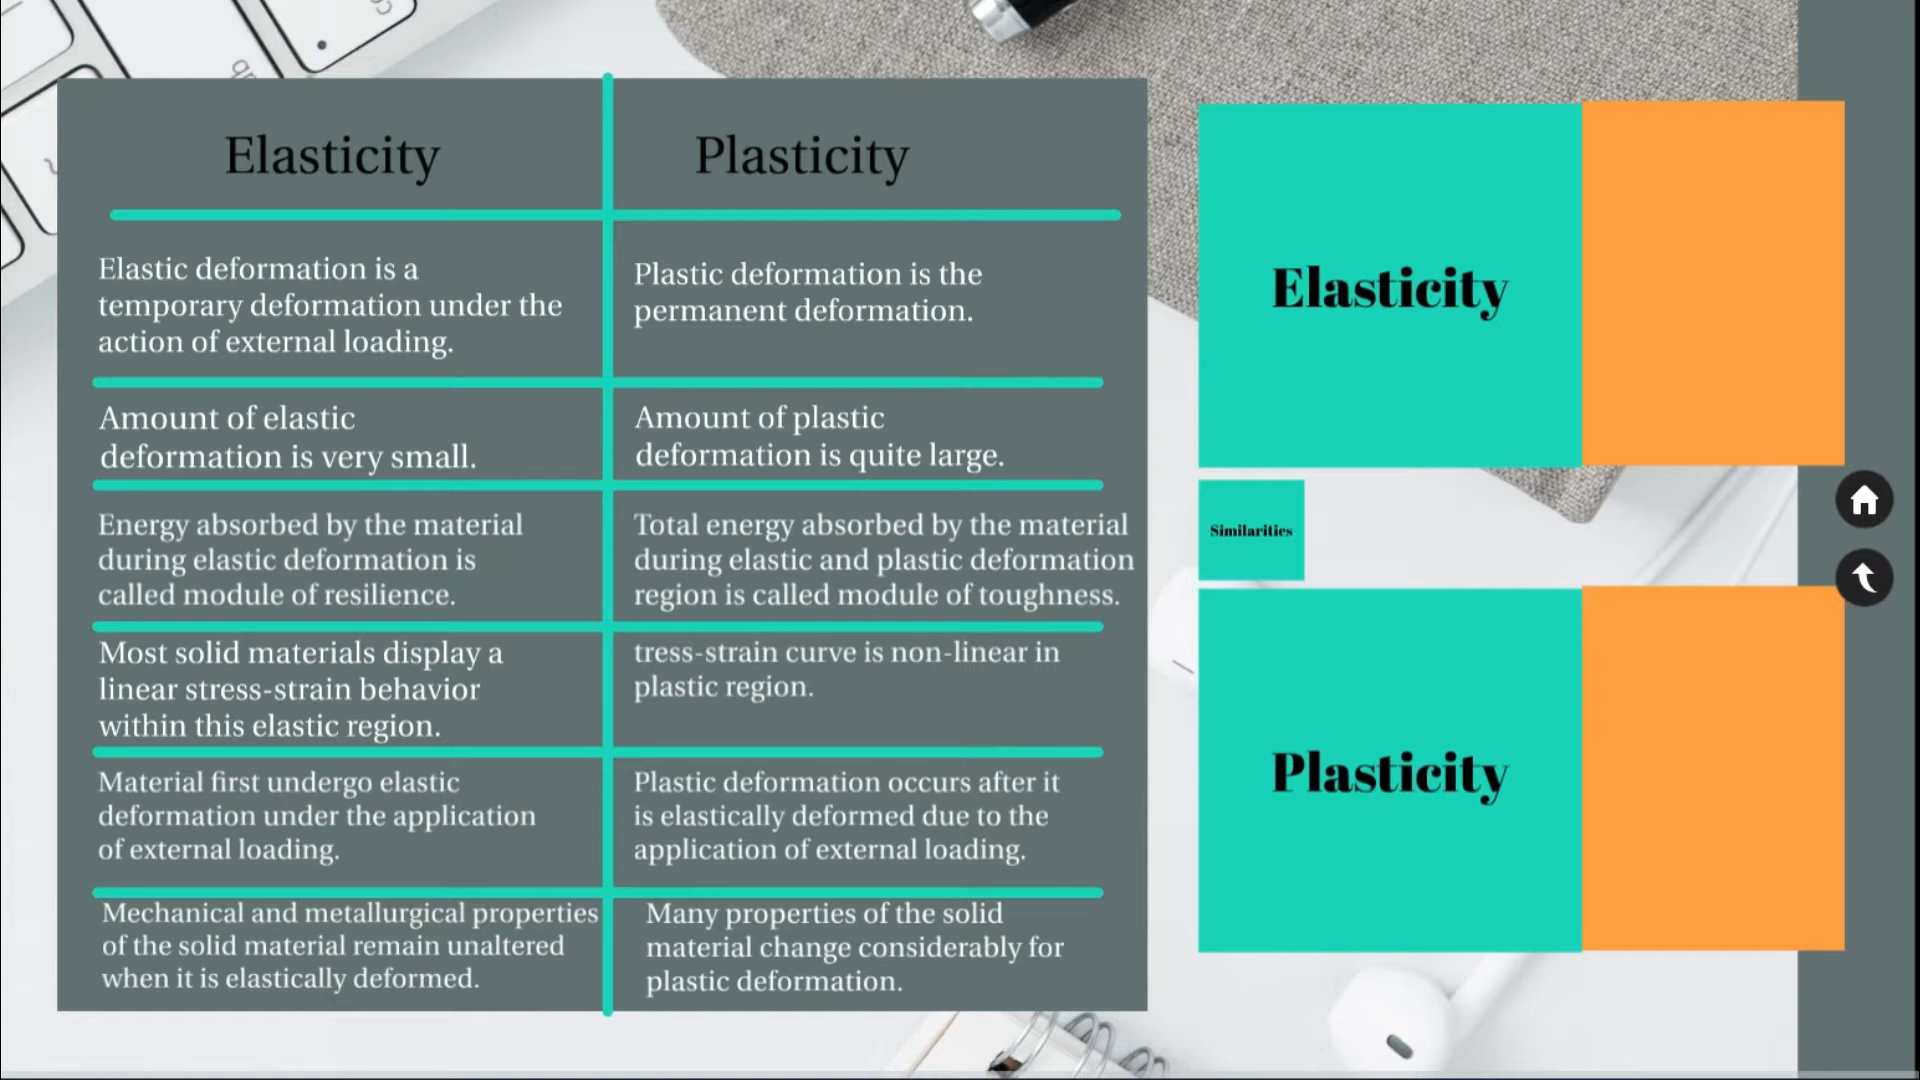 Elasticity
Plasticity
Elastic deformation is a
temporary deformation under the
action of external loading.
Plastic deformation is the
permanent deformation.
Amount of elastic
deformation is very small.
Amount of plastic
deformation is quite large.
Energy absorbed by the material
during elastic deformation is
called module of resilience.
Total energy absorbed by the material
during elastic and plastic deformation
region is called module of toughness.
Most solid materials display a
linear stress-strain behavior
within this elastic region.
tress-strain curve is non-linear in
plastic region.
Material first undergo elastic
deformation under the application
of external loading.
Plastic deformation occurs after it
is elastically deformed due to the
application of external loading.
Mechanical and metallurgical properties
of the solid material remain unaltered
when it is elastically deformed.
Many properties of the solid
material change considerably for
plastic deformation.
Elasticity
Similarities
Plasticity